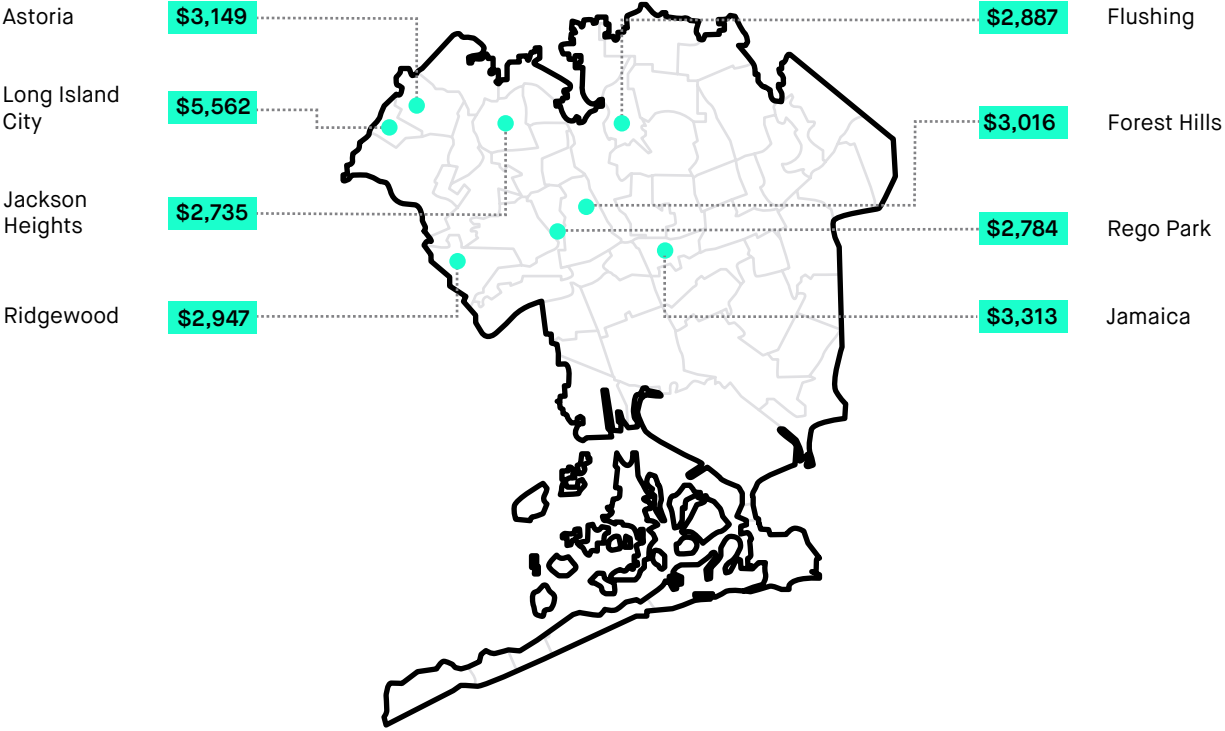 Astoria
$3,149
Long Island
City
$5,562
Jackson
Heights
$2,735
Ridgewood
$2,947
$2,887
Flushing
$3,016
Forest Hills
$2,784
Rego Park
$3,313
Jamaica